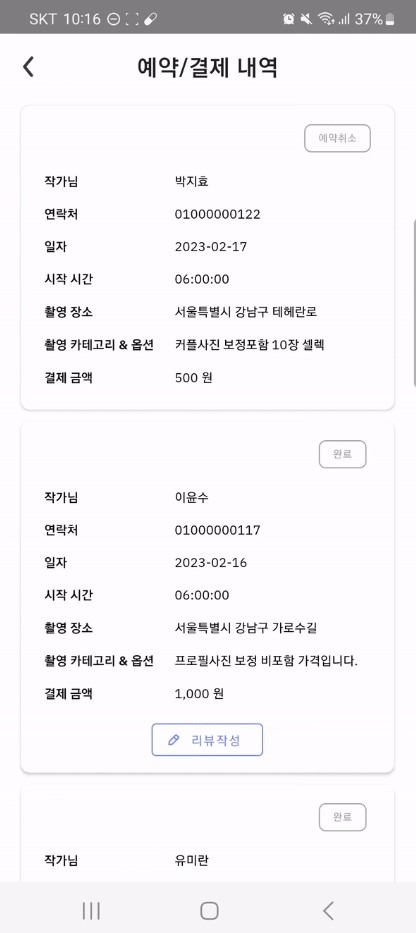 SKT 10:16 37%
예약/결제 내역
예약취소
작가님 박지효
연락처 01000000122
일자 2023-02-17
시작 시간 06:00:00
촬영 장소 서울특별시 강남구 테헤란로
촬영 카테고리 & 옵션 커플사진 보정포함 10장 셀렉
결제 금액 500 원
완료
작가님 이윤수
연락처 01000000117
일자 2023-02-16
시작 시간 06:00:00
촬영 장소 서울특별시 강남구 가로수길
촬영 카테고리 & 옵션 프로필사진 보정 비포함 가격입니다.
결제 금액 1,000 원
리뷰작성
완료
작가님 유미란